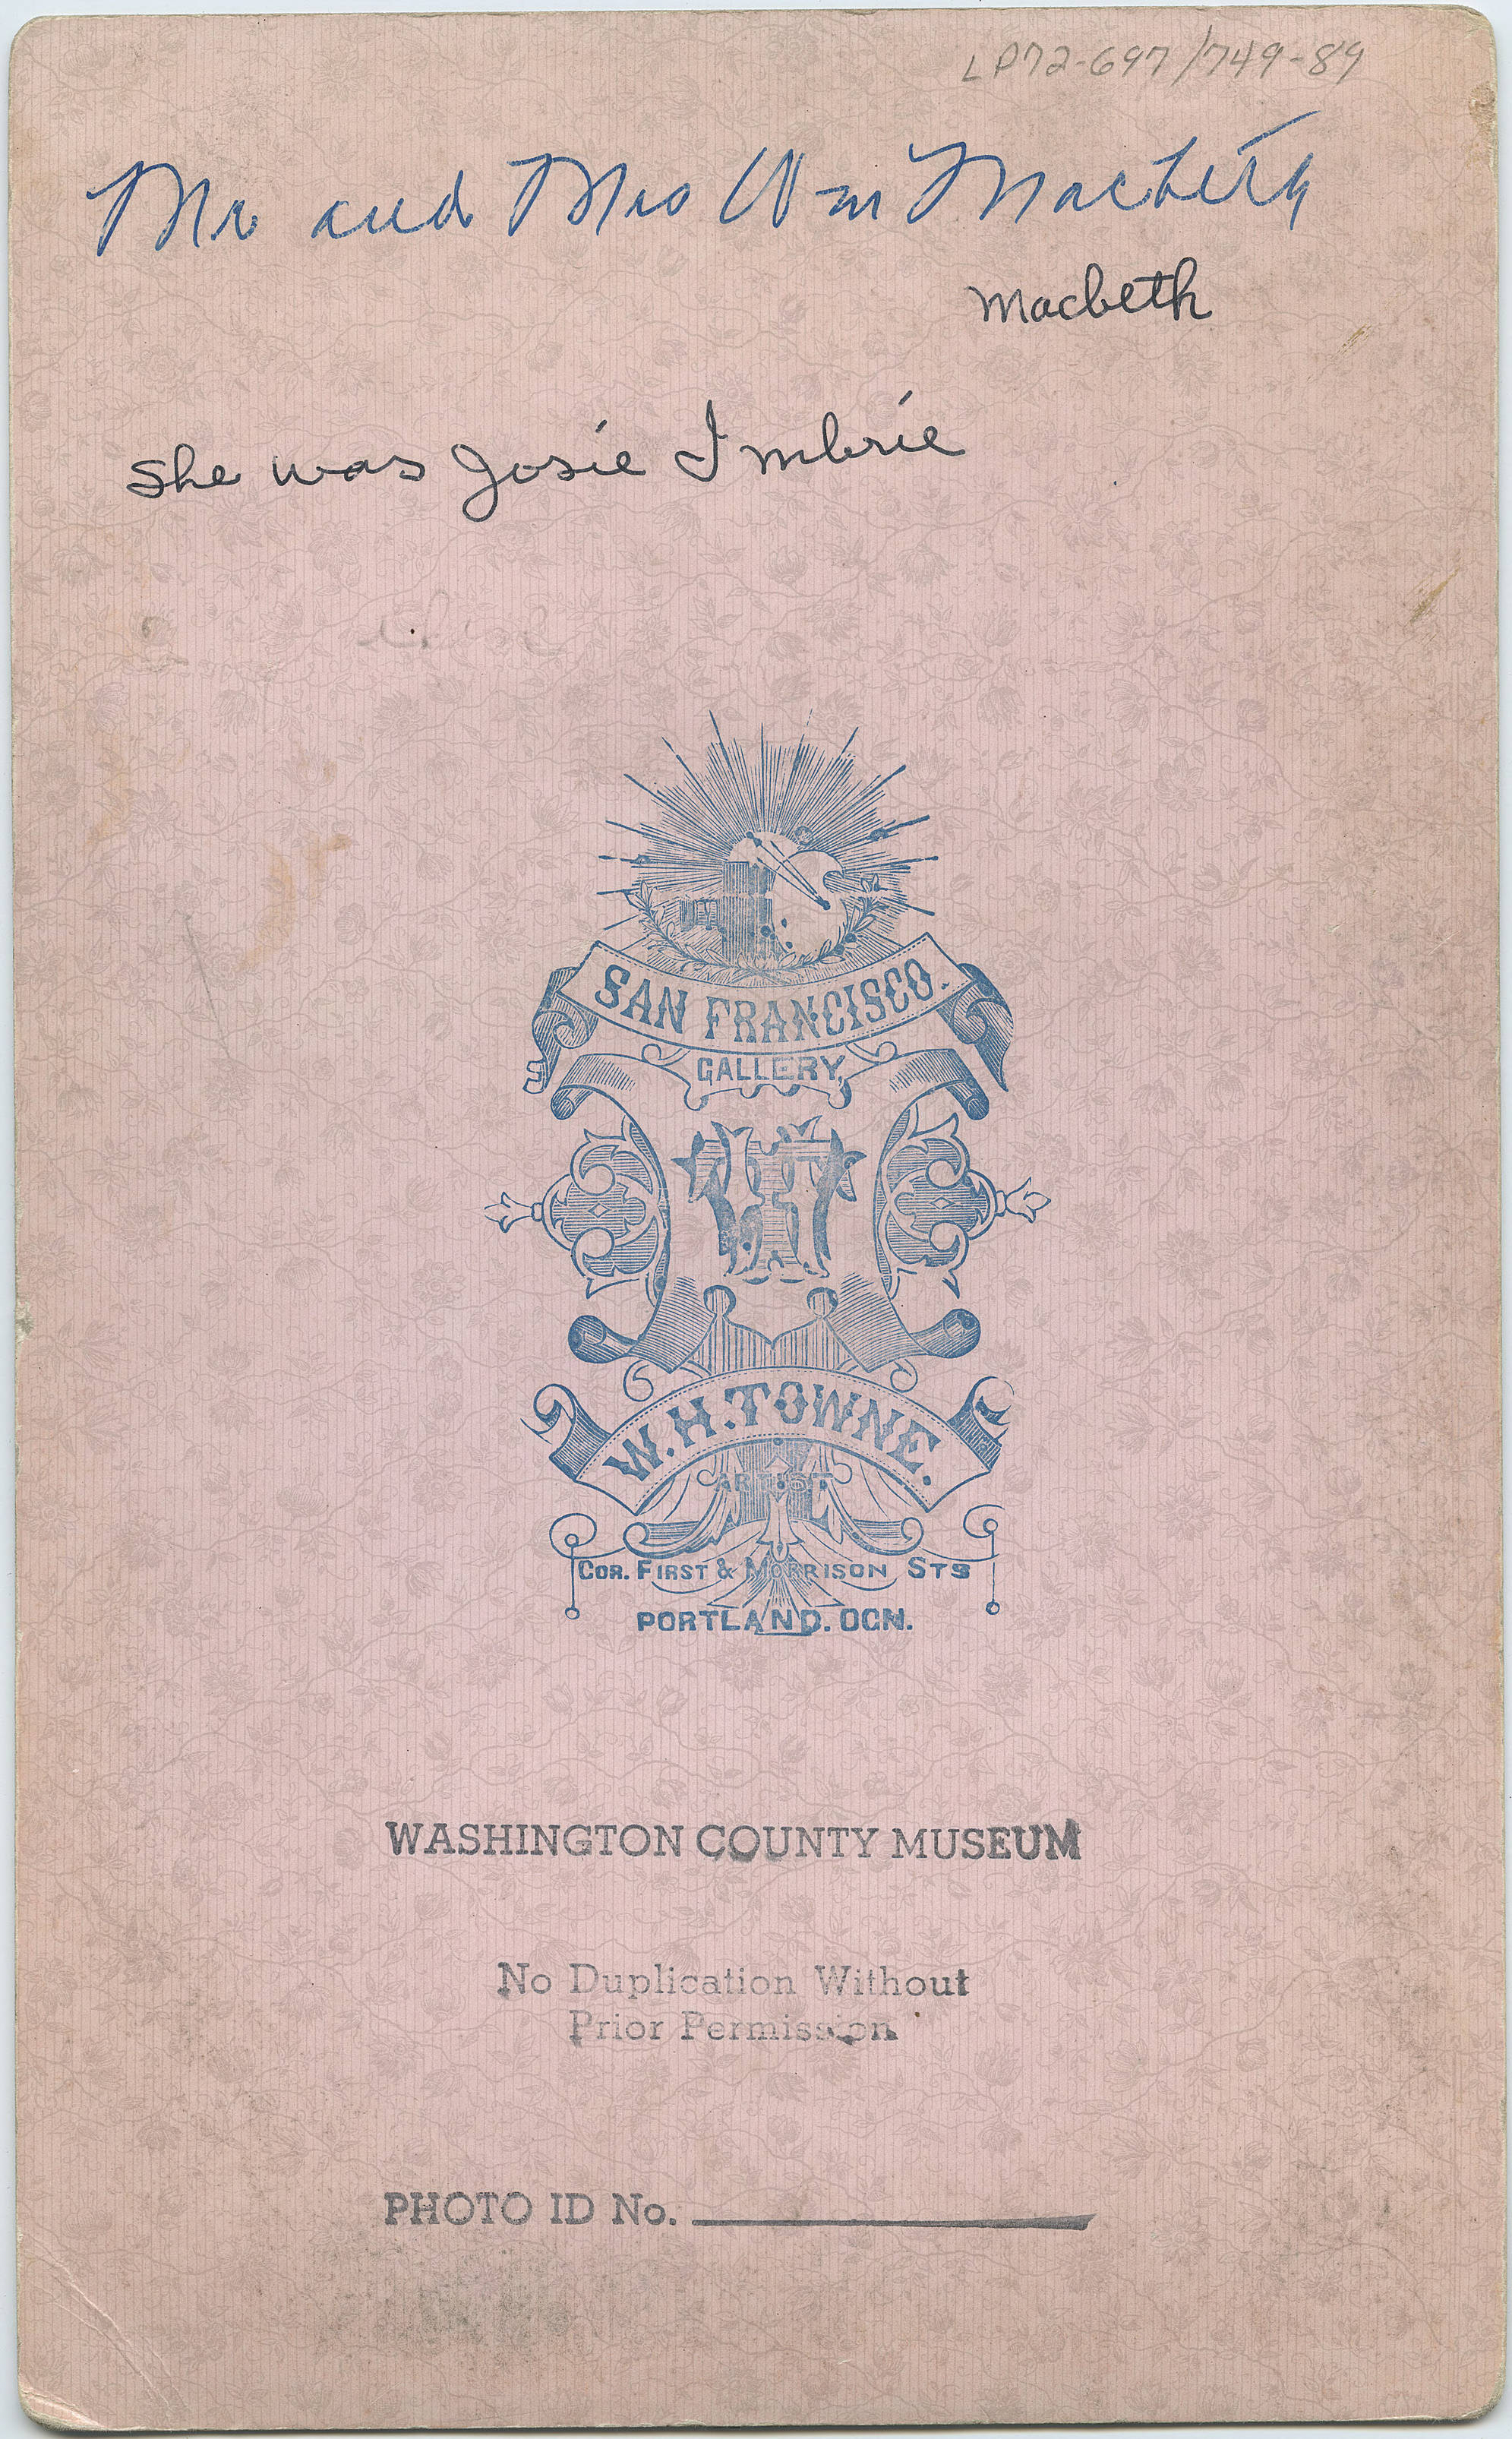 LP72-697/749-89
Mr and Mrs Wm Macbeth
Macbeth
She was Josie Imbrie
SAN FRANCISCO.
GALLERY,
W.H.TOWNE.
ARTIST
COR. FIRST & MORRISON STS
PORTLAND. OGN.
WASHINGTON COUNTY MUSEUM
No Duplication Without
Prior Permission
PHOTO ID No.